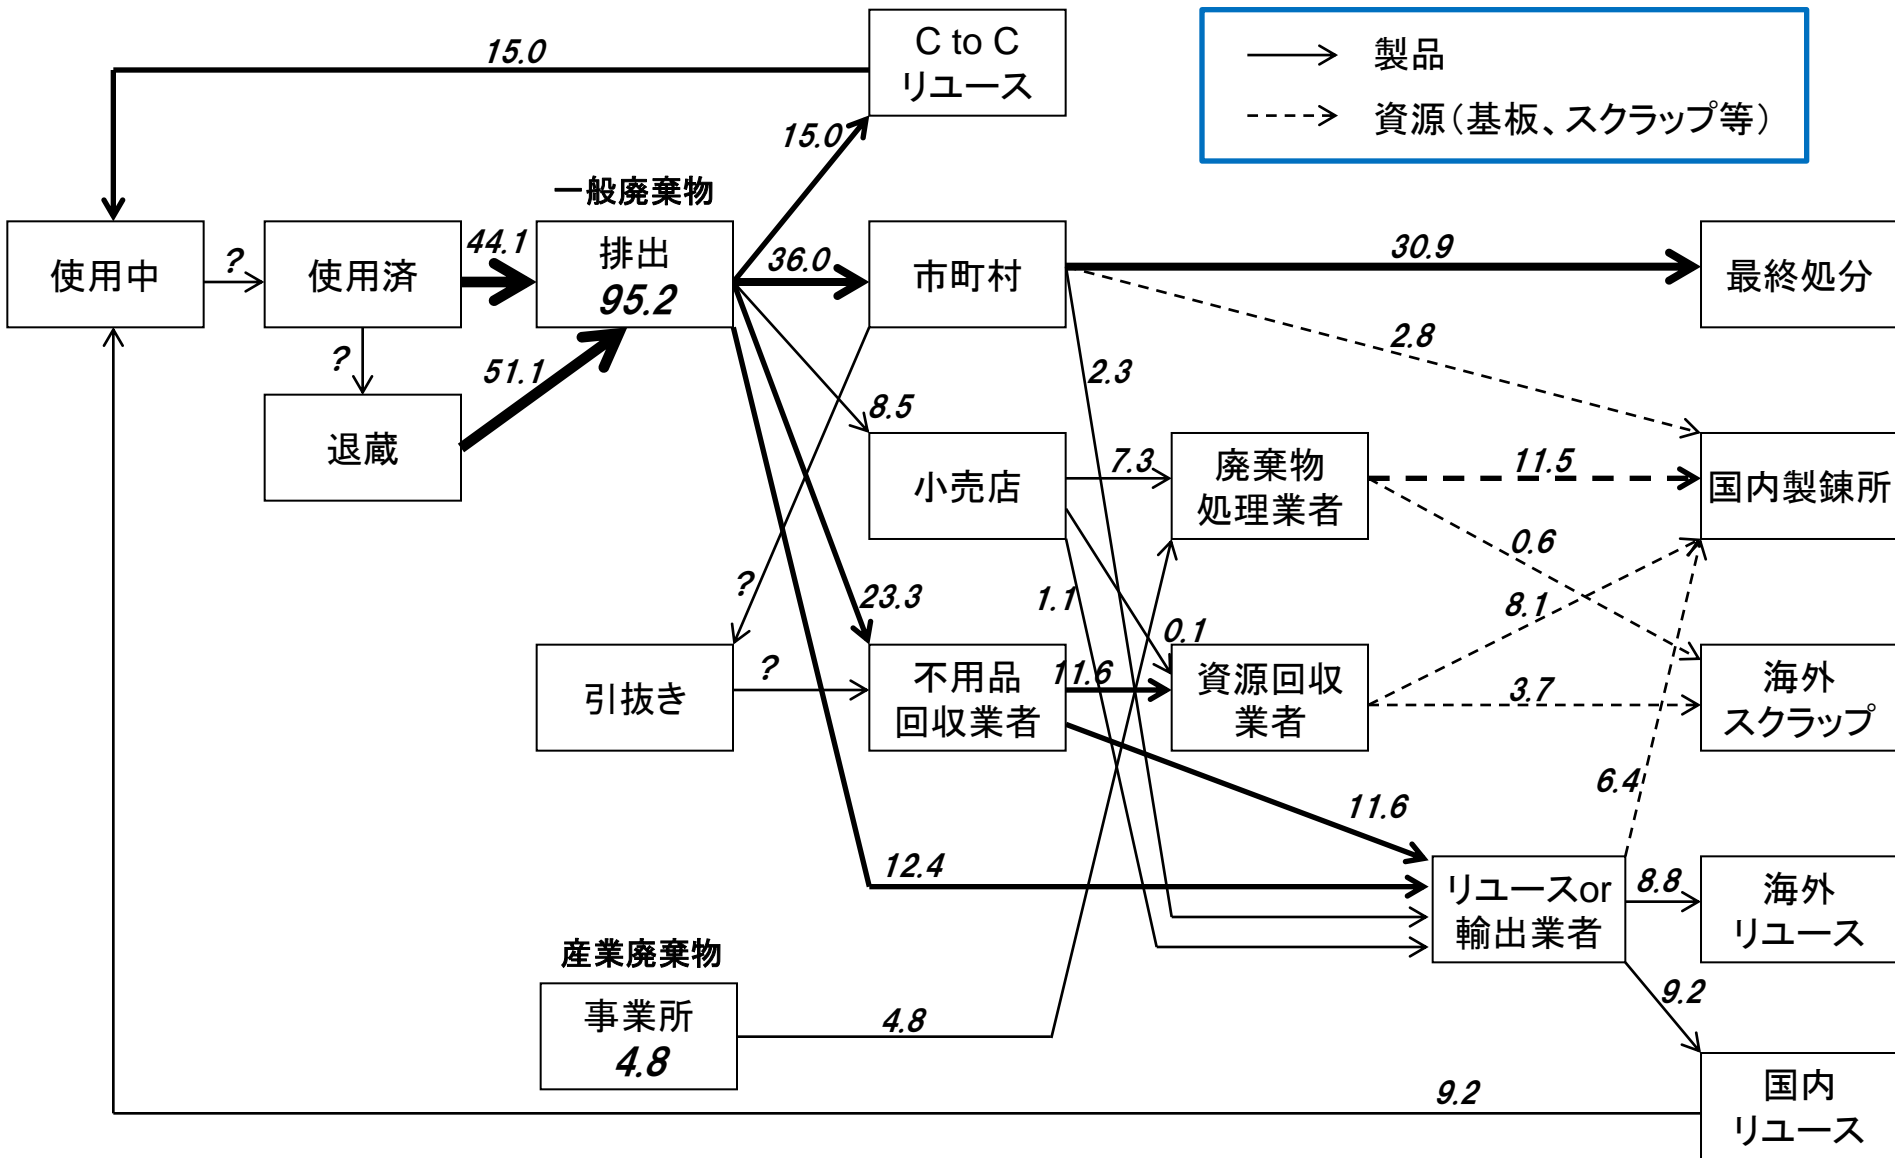 C to C
リユース
15.0
製品
資源(基板、スクラップ等)
15.0
一般廃棄物
使用中
?
使用済
44.1
排出
95.2
36.0
市町村
30.9
最終処分
?
51.1
退蔵
8.5
2.3
2.8
小売店
7.3
廃棄物
処理業者
11.5
国内製錬所
0.6
?
23.3
1.1
0.1
8.1
引抜き
?
不用品
回収業者
11.6
資源回収
業者
3.7
海外
スクラップ
11.6
6.4
12.4
リユースor
輸出業者
8.8
海外
リユース
産業廃棄物
事業所
4.8
4.8
9.2
9.2
国内
リユース